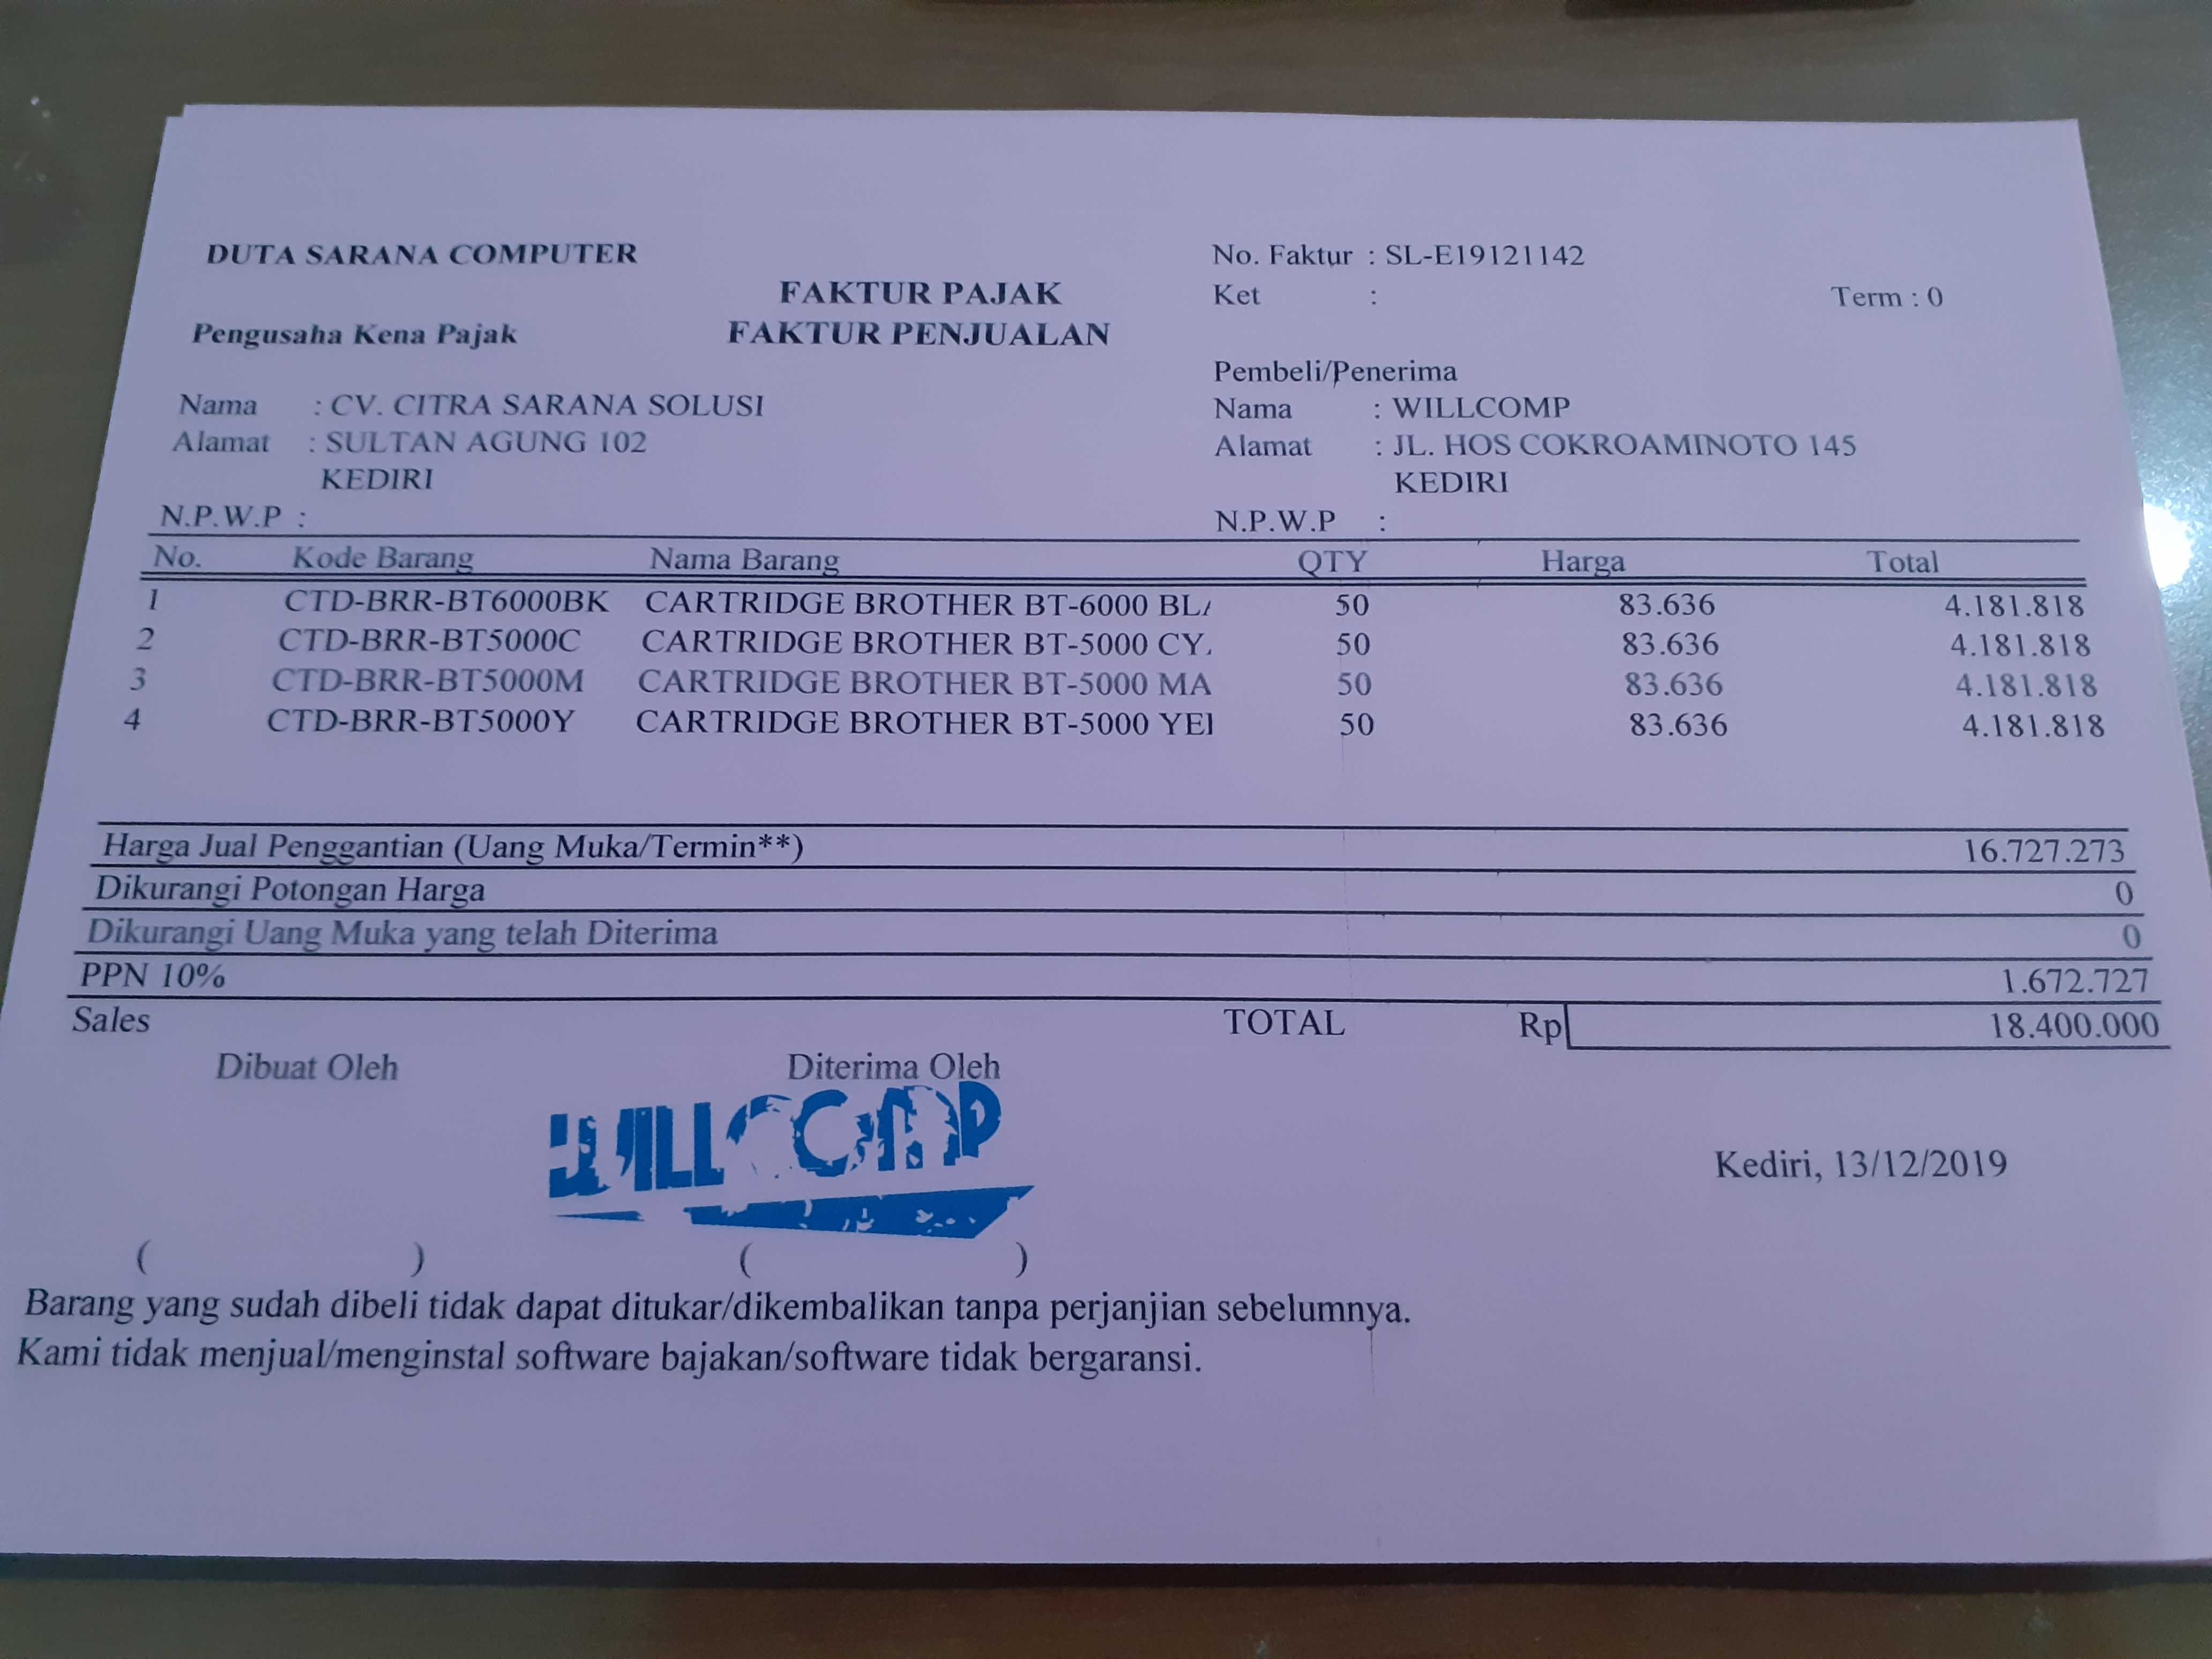 DUTA SARANA COMPUTER
No. Faktur : SL-E19121142
FAKTUR PAJAK
Ket :
Term : 0
Pengusaha Kena Pajak
FAKTUR PENJUALAN
Pembeli/Penerima
Nama : CV. CITRA SARANA SOLUSI
Nama : WILLCOMP
Alamat : SULTAN AGUNG 102
Alamat : JL. HOS COKROAMINOTO 145
KEDIRI
KEDIRI
N.P.W.P :
N.P.W.P :
No. Kode Barang Nama Barang QTY Harga Total
1 CTD-BRR-BT6000BK CARTRIDGE BROTHER BT-6000 BL 50 83.636 4.181.818
2 CTD-BRR-BT5000C CARTRIDGE BROTHER BT-5000 CY 50 83.636 4.181.818
3 CTD-BRR-BT5000M CARTRIDGE BROTHER BT-5000 MA 50 83.636 4.181.818
4 CTD-BRR-BT5000Y CARTRIDGE BROTHER BT-5000 YE 50 83.636 4.181.818
Harga Jual Penggantian (Uang Muka/Termin**) 16.727.273
Dikurangi Potongan Harga 0
Dikurangi Uang Muka yang telah Diterima 0
PPN 10% 1.672.727
Sales TOTAL Rp 18.400.000
Dibuat Oleh Diterima Oleh
WILLCOMP
Kediri, 13/12/2019
( ) ( )
Barang yang sudah dibeli tidak dapat ditukar/dikembalikan tanpa perjanjian sebelumnya.
Kami tidak menjual/menginstal software bajakan/software tidak bergaransi.